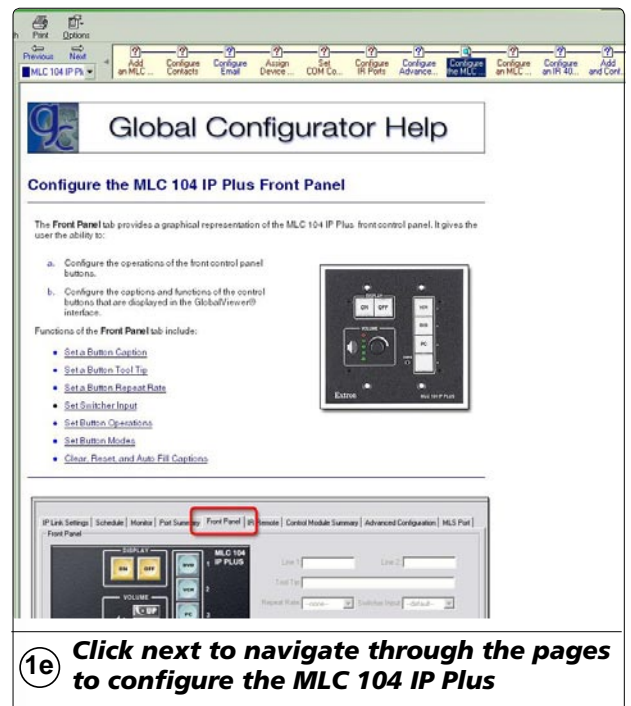 Print Options
Previous Next
MLC 104 IP Pl
Add an MLC ...
Configure Contacts
Configure Email
Assign Device ...
Set COM Co...
Configure IR Ports
Configure Advance...
Configure the MLC ...
Configure an MLC ...
Configure an IR 40...
Add and Conf...
gc
Global Configurator Help
Configure the MLC 104 IP Plus Front Panel
The Front Panel tab provides a graphical representation of the MLC 104 IP Plus front control panel. It gives the
user the ability to:
a. Configure the operations of the front control panel
buttons.
b. Configure the captions and functions of the control
buttons that are displayed in the GlobalViewer®
interface.
Functions of the Front Panel tab include:
Set a Button Caption
Set a Button Tool Tip
Set a Button Repeat Rate
Set Switcher Input
Set Button Operations
Set Button Modes
Clear, Reset, and Auto Fill Captions
DISPLAY
ON OFF
VOLUME
VCR
DVD
PC
Extron
MLC 104 IP PLUS
IP Link Settings | Schedule | Monitor | Port Summary | Front Panel | IR Remote | Control Module Summary | Advanced Configuration | MLS Port
Front Panel
DISPLAY
ON OFF
VOLUME
UP
DVD 1
VCR 2
PC 3
MLC 104
IP PLUS
Line 1: Line 2:
Tool Tip:
Repeat Rate --none-- Switcher Input --default--
1e Click next to navigate through the pages
to configure the MLC 104 IP Plus